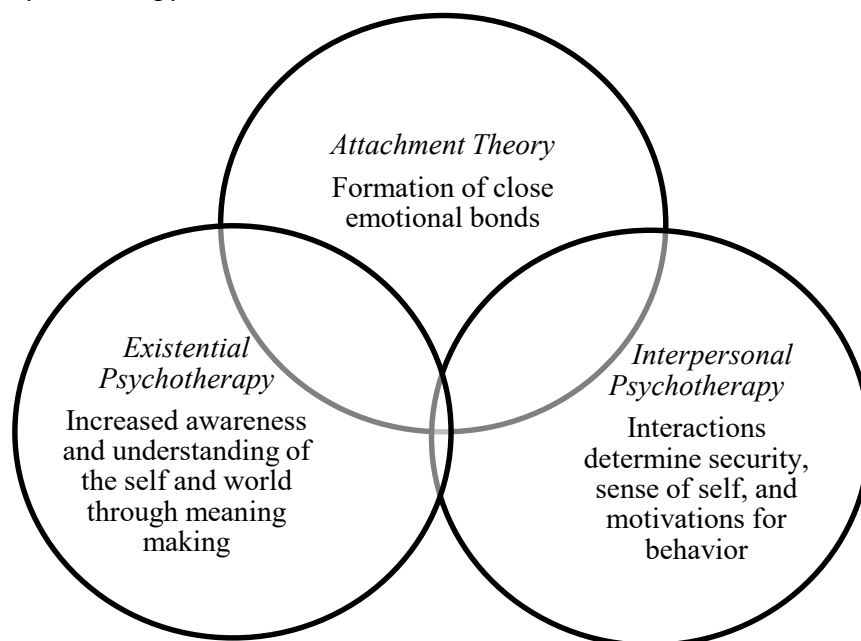 Attachment Theory
Formation of close
emotional bonds
Existential
Psychotherapy
Increased awareness
and understanding of
the self and world
through meaning
making
Interpersonal
Psychotherapy
Interactions
determine security,
sense of self, and
motivations for
behavior